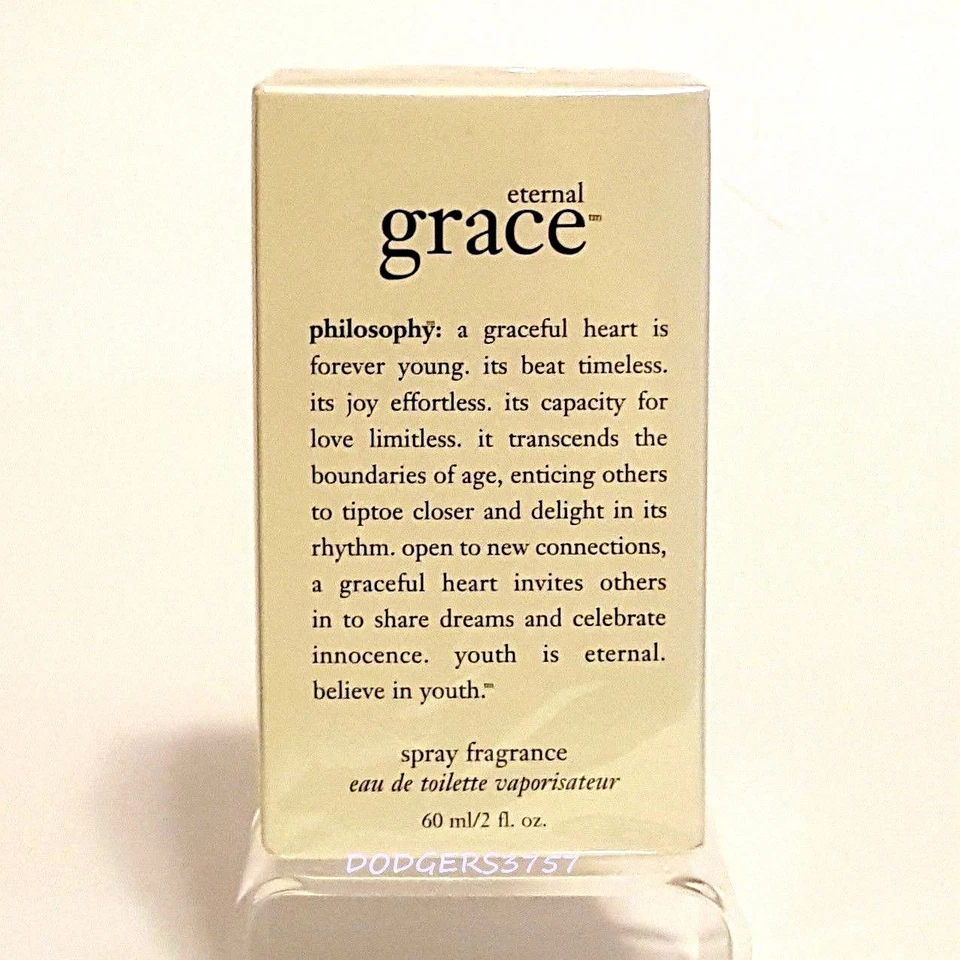 eternal
grace™
philosophy:™ a graceful heart is
forever young. its beat timeless.
its joy effortless. its capacity for
love limitless. it transcends the
boundaries of age, enticing others
to tiptoe closer and delight in its
rhythm. open to new connections,
a graceful heart invites others
in to share dreams and celebrate
innocence. youth is eternal.
believe in youth.™
spray fragrance
eau de toilette vaporisateur
60 ml/2 fl. oz.
DODGERS3757